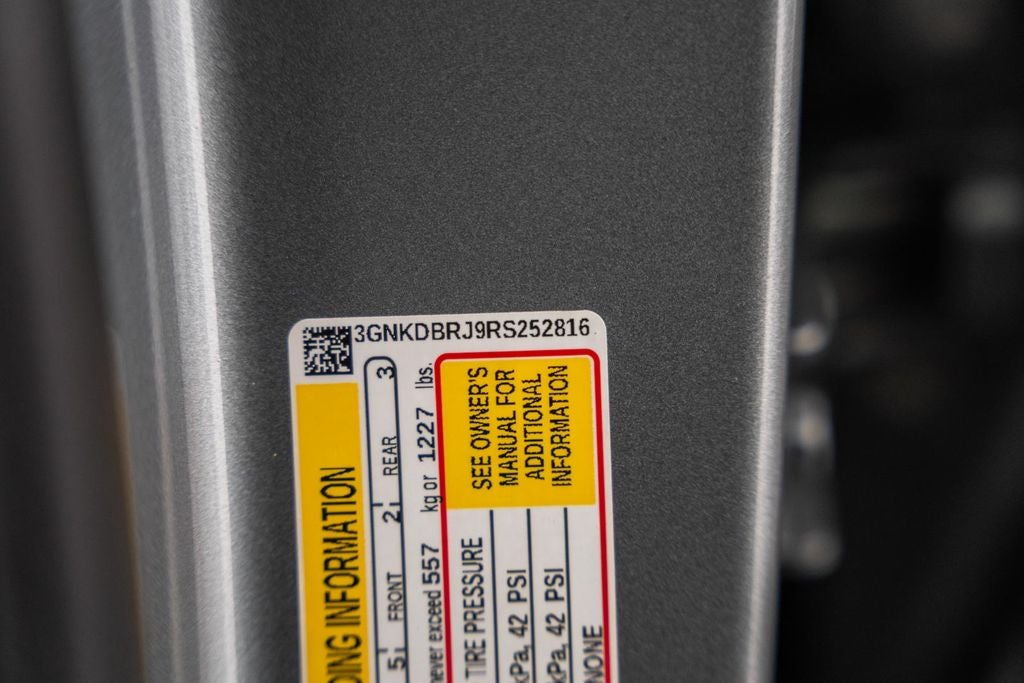 3GNKDBRJ9RS252816
DING INFORMATION
5 FRONT 2 REAR 3
never exceed 557 kg or 1227 lbs.
TIRE PRESSURE
kPa, 42 PSI
kPa, 42 PSI
NONE
SEE OWNER'S
MANUAL FOR
ADDITIONAL
INFORMATION